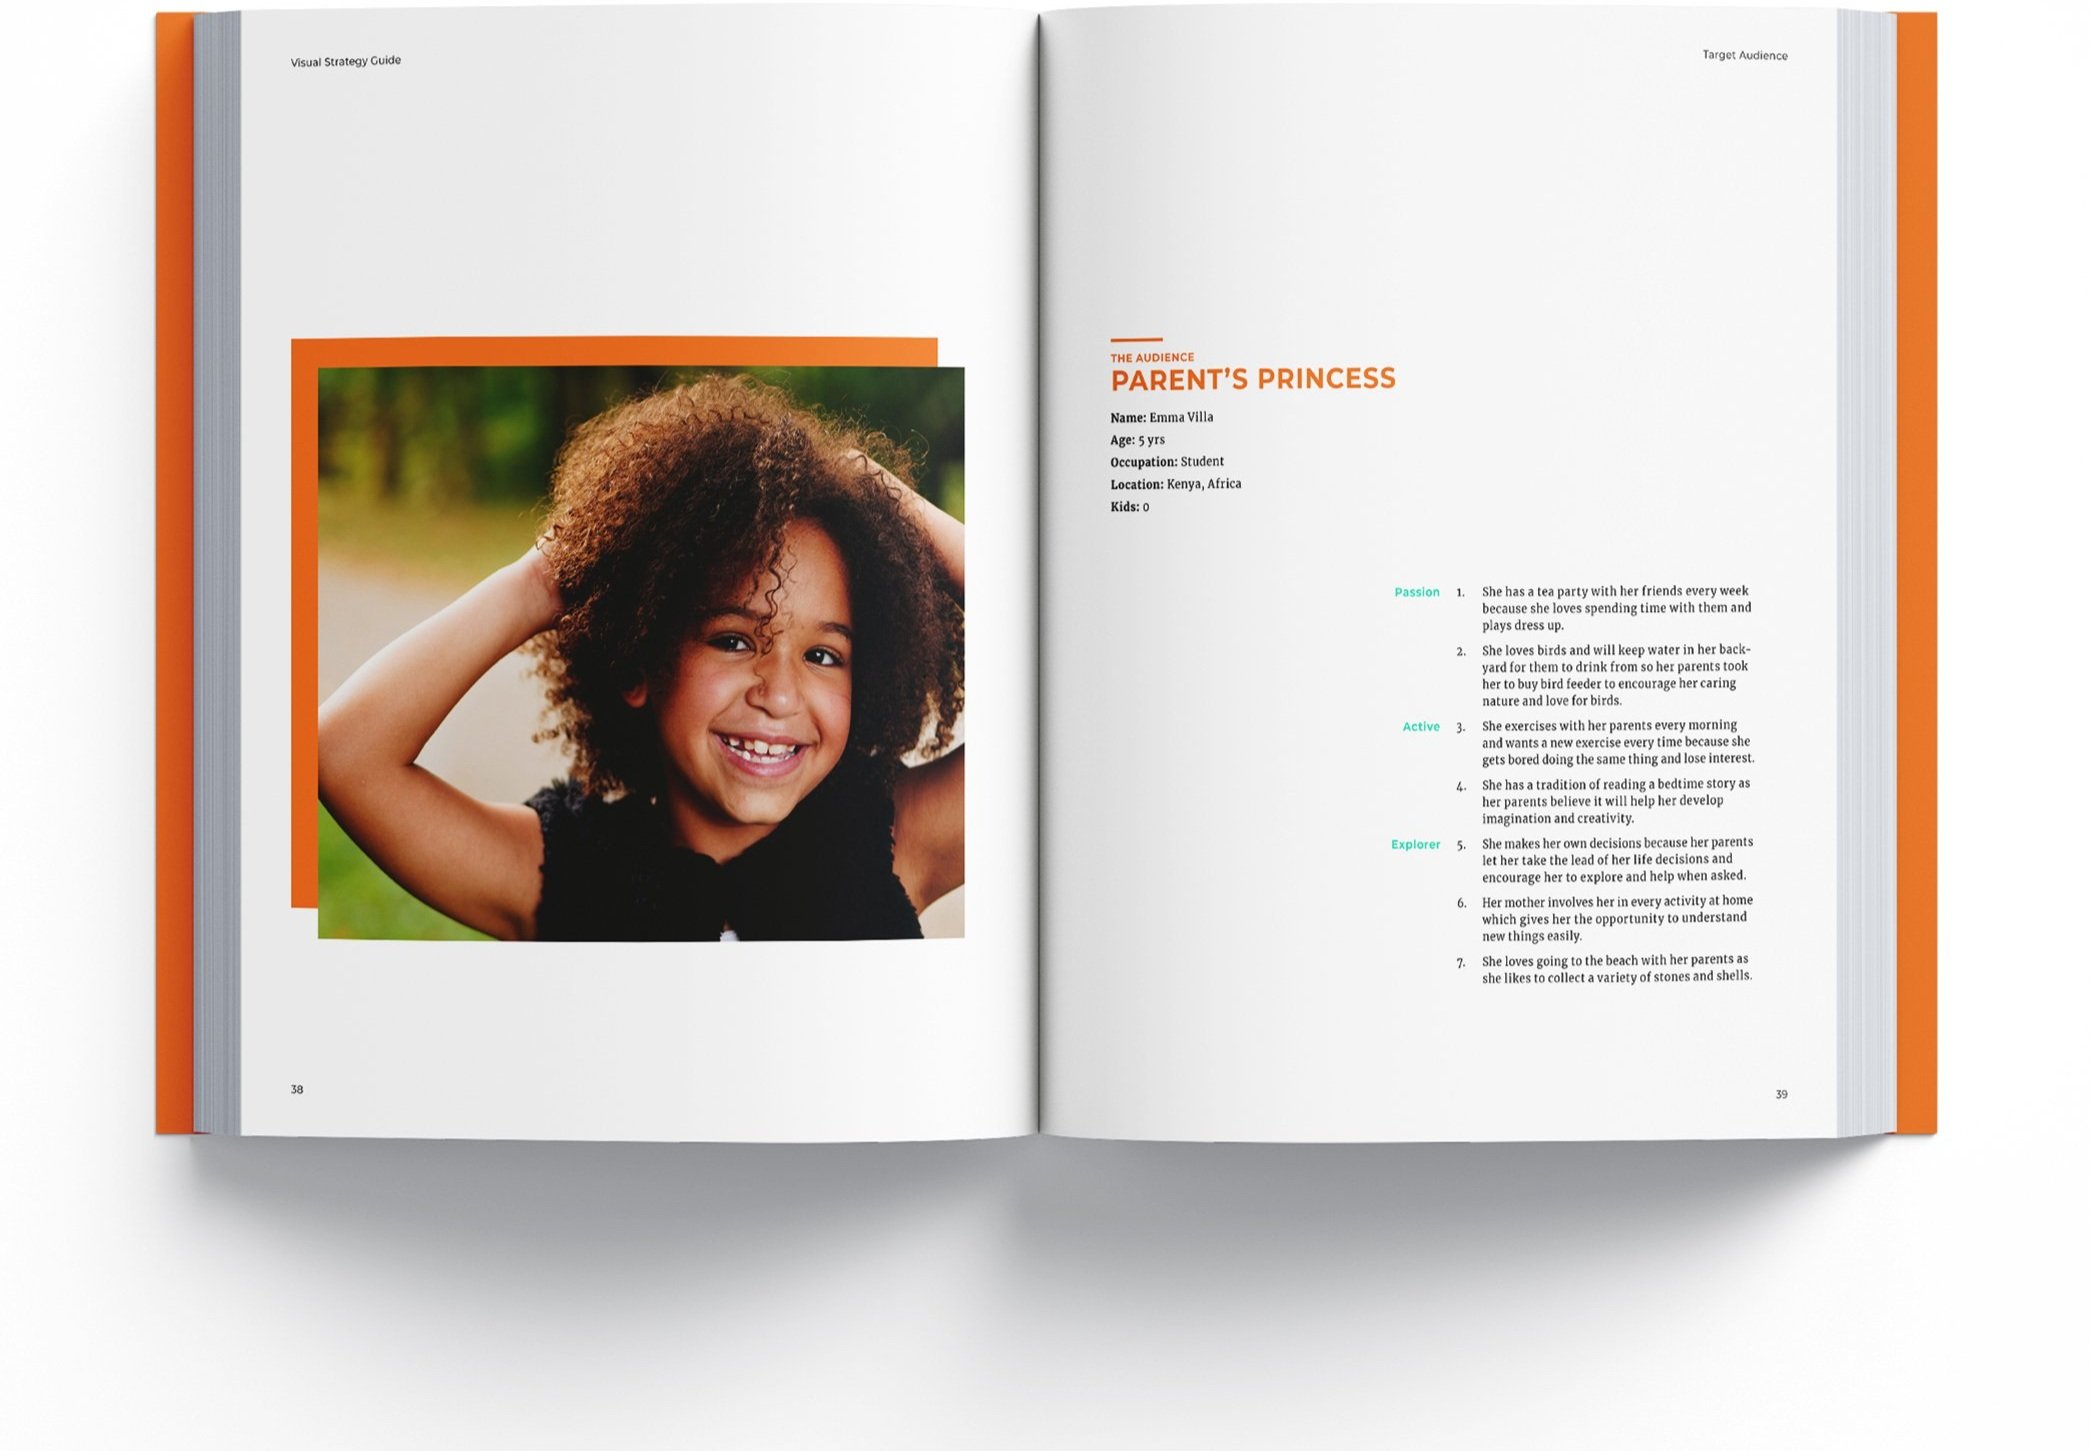 Visual Strategy Guide
38
Target Audience
THE AUDIENCE
PARENT’S PRINCESS
Name: Emma Villa
Age: 5 yrs
Occupation: Student
Location: Kenya, Africa
Kids: 0
Passion 1. She has a tea party with her friends every week
because she loves spending time with them and
plays dress up.
2. She loves birds and will keep water in her back-
yard for them to drink from so her parents took
her to buy bird feeder to encourage her caring
nature and love for birds.
Active 3. She exercises with her parents every morning
and wants a new exercise every time because she
gets bored doing the same thing and lose interest.
4. She has a tradition of reading a bedtime story as
her parents believe it will help her develop
imagination and creativity.
Explorer 5. She makes her own decisions because her parents
let her take the lead of her life decisions and
encourage her to explore and help when asked.
6. Her mother involves her in every activity at home
which gives her the opportunity to understand
new things easily.
7. She loves going to the beach with her parents as
she likes to collect a variety of stones and shells.
39